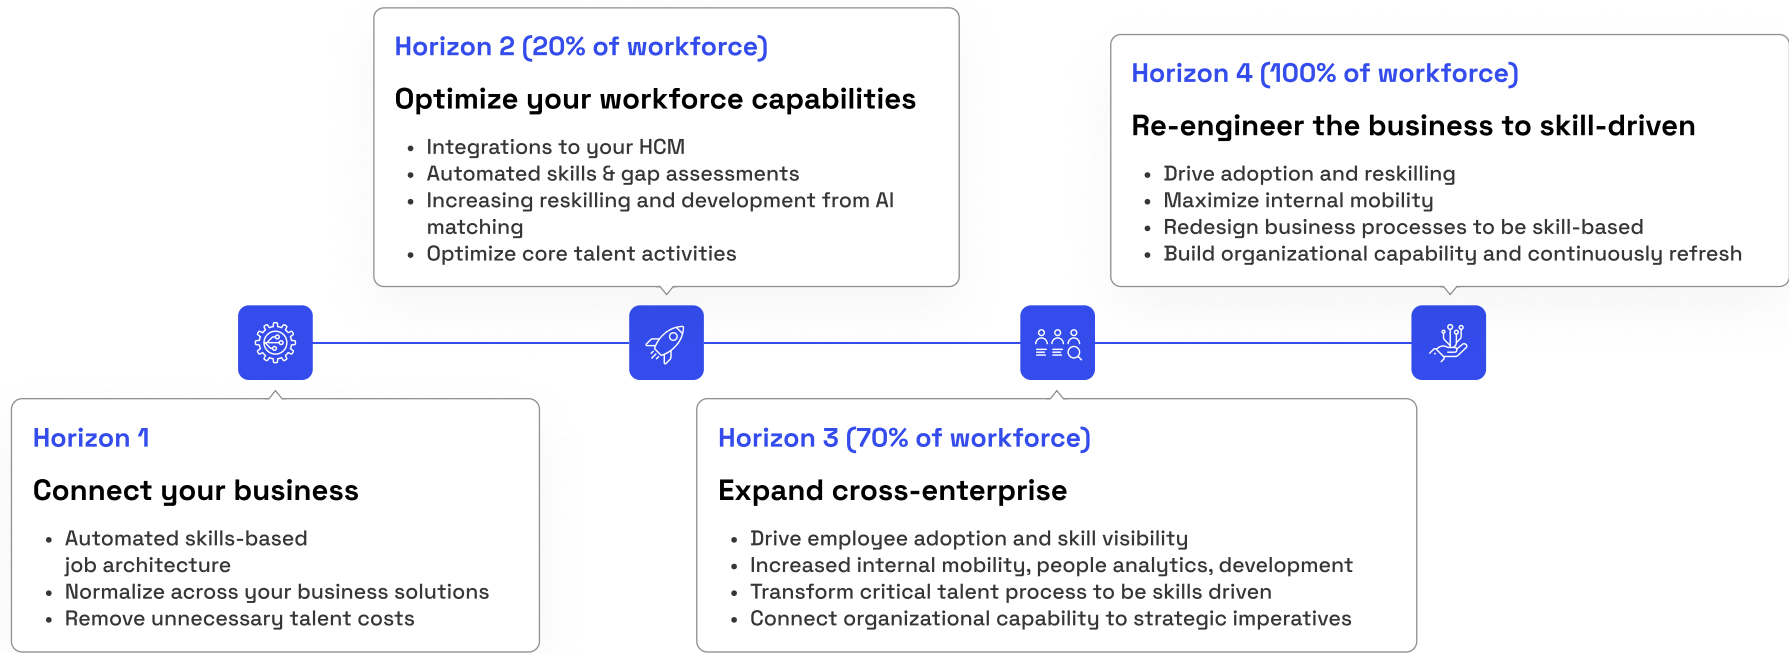 Horizon 2 (20% of workforce)
Optimize your workforce capabilities
• Integrations to your HCM
• Automated skills & gap assessments
• Increasing reskilling and development from AI
matching
• Optimize core talent activities
Horizon 4 (100% of workforce)
Re-engineer the business to skill-driven
• Drive adoption and reskilling
• Maximize internal mobility
• Redesign business processes to be skill-based
• Build organizational capability and continuously refresh
Horizon 1
Connect your business
• Automated skills-based
job architecture
• Normalize across your business solutions
• Remove unnecessary talent costs
Horizon 3 (70% of workforce)
Expand cross-enterprise
• Drive employee adoption and skill visibility
• Increased internal mobility, people analytics, development
• Transform critical talent process to be skills driven
• Connect organizational capability to strategic imperatives